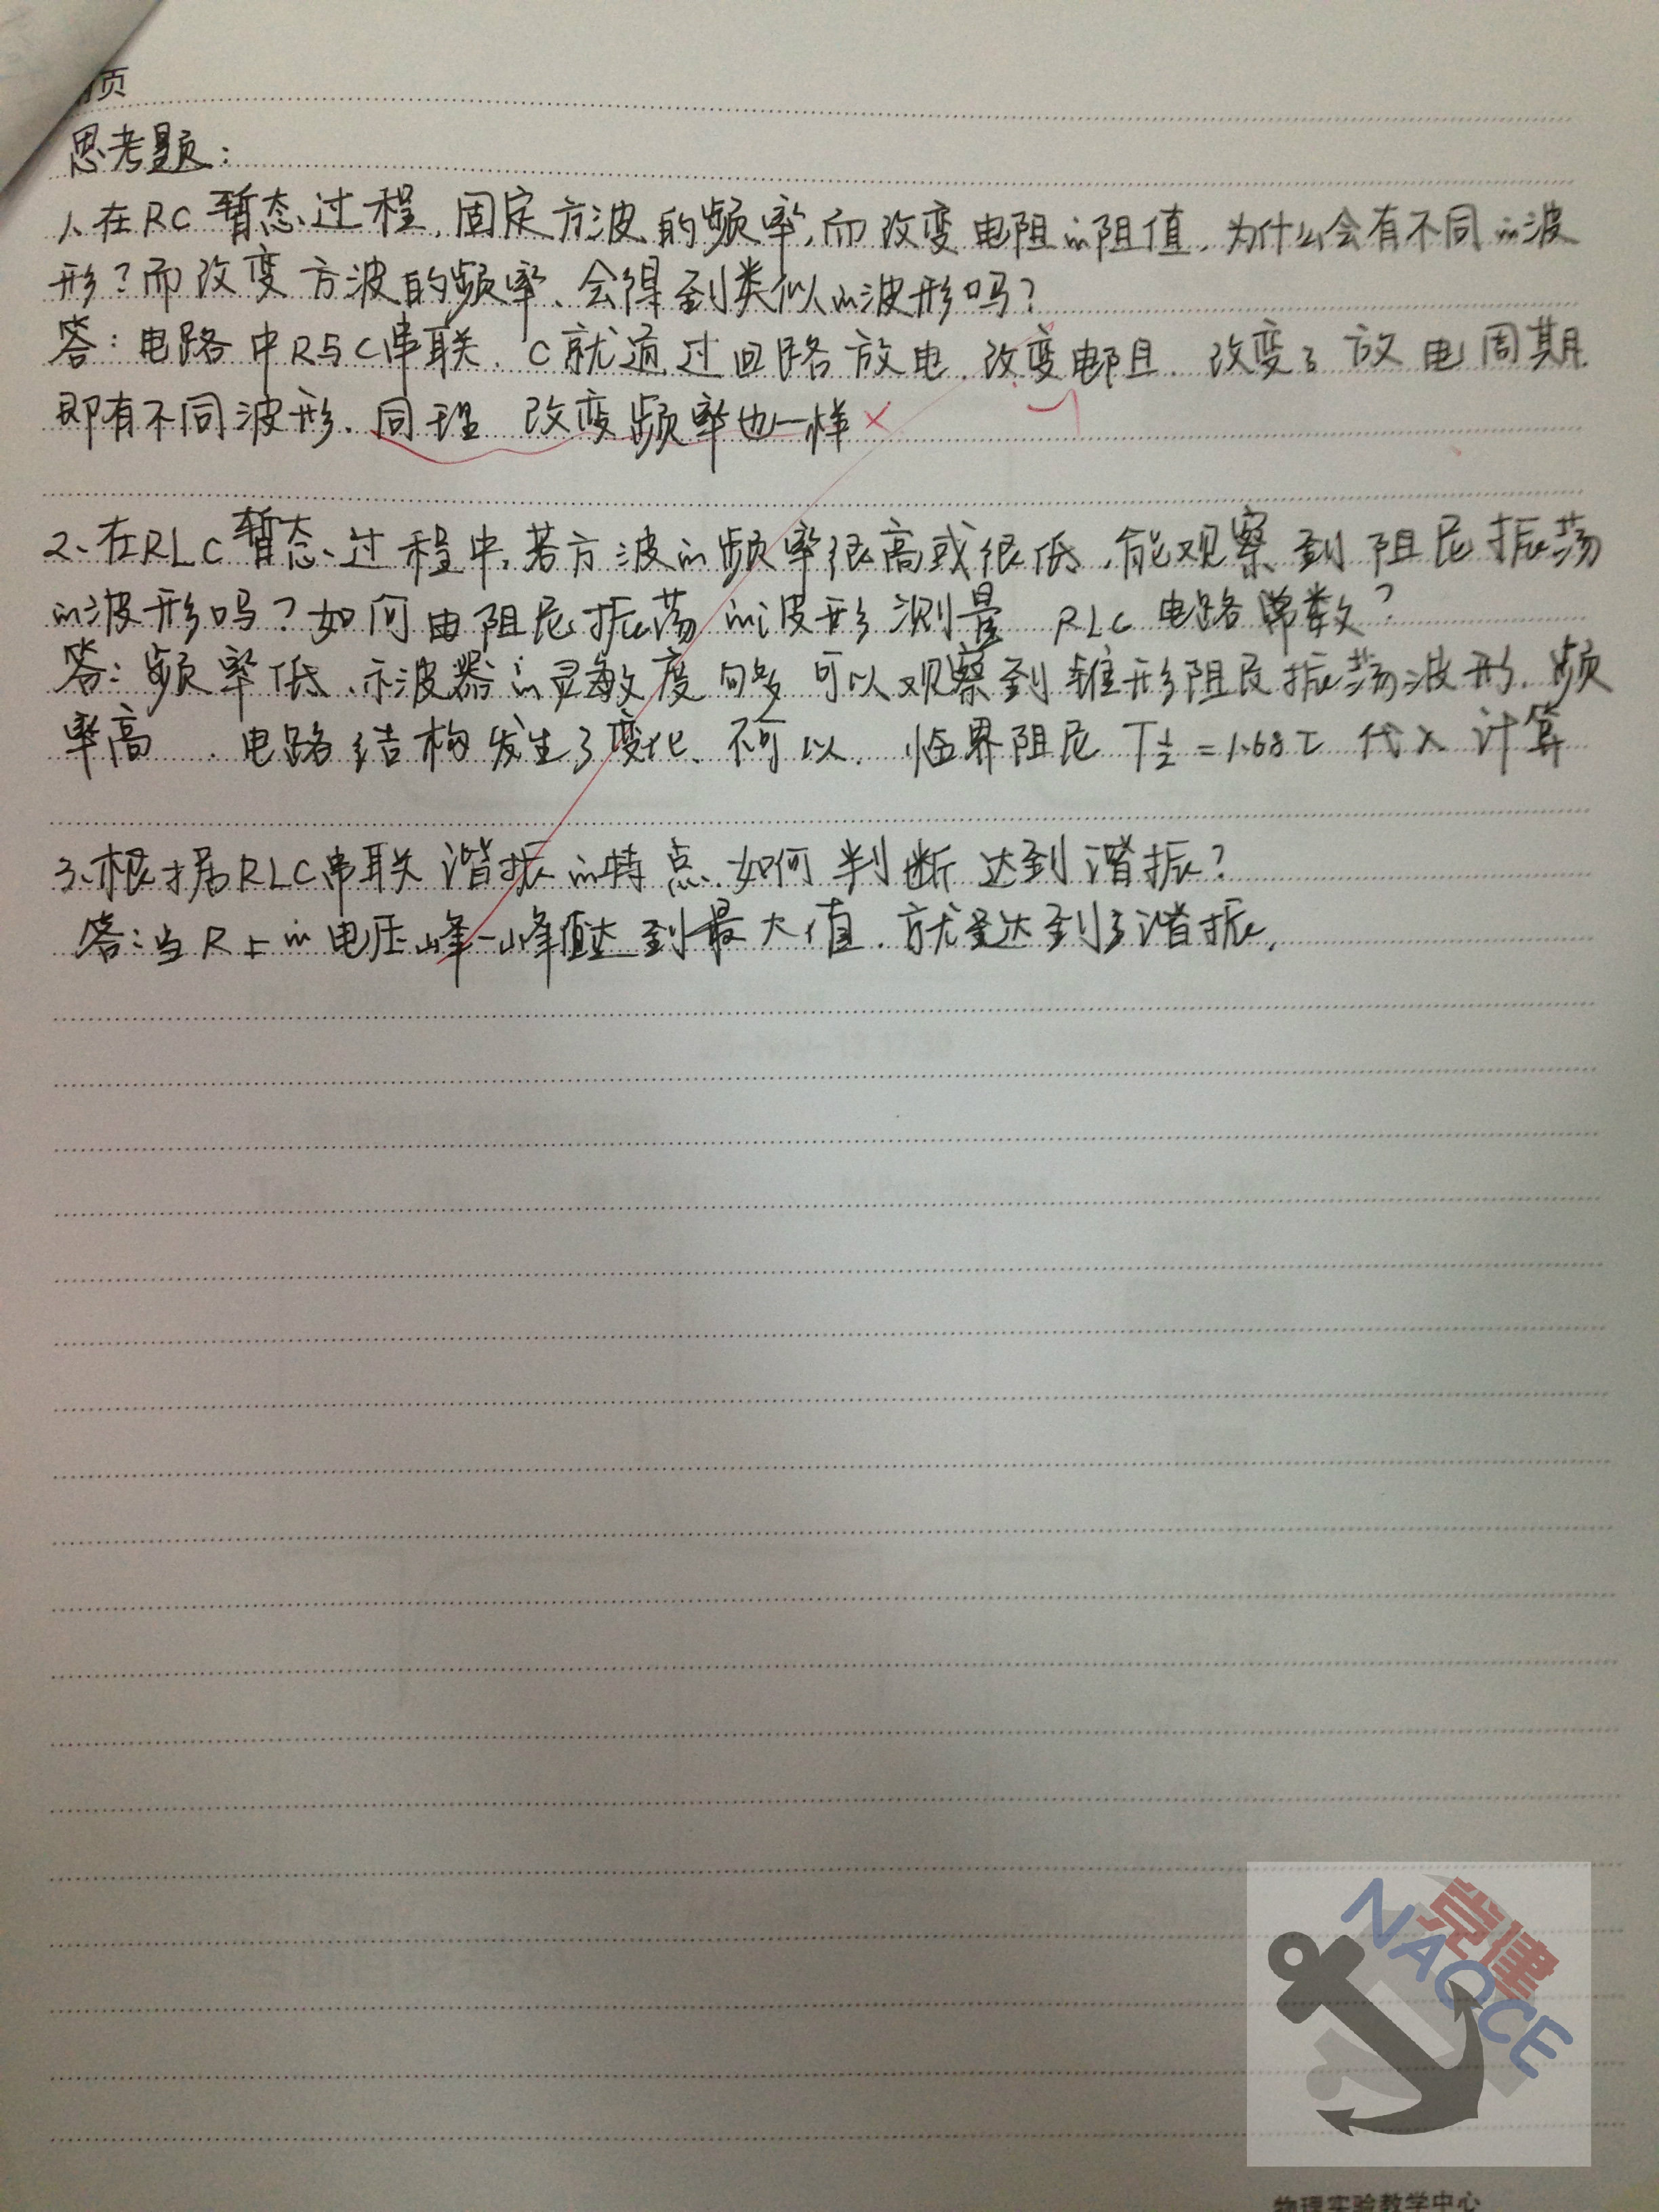 页
思考题:
1、在RC暂态过程,固定方波的频率,而改变电阻的阻值,为什么会有不同的波
形?而改变方波的频率、会得到类似的波形吗?
答:电路中R与C串联.C就通过回路放电.改变电阻.改变了放电周期.
即有不同波形.同理 改变频率也一样×
2、在RLC暂态过程中,若方波的频率很高或很低,能观察到阻尼振荡
的波形吗?如何由阻尼振荡的波形测量 RLC电路常数?
答:频率低、示波器的灵敏度 可以观察到锥形阻尼振荡波形.频
率高.电路结构发生了变化、不可以.临界阻尼 T½=1.68τ 代入计算
3、根据RLC串联谐振的特点.如何判断达到谐振?
答:当R上的电压峰-峰值达到最大值.就是达到了谐振.
党建
NAOCE
物理实验教学中心